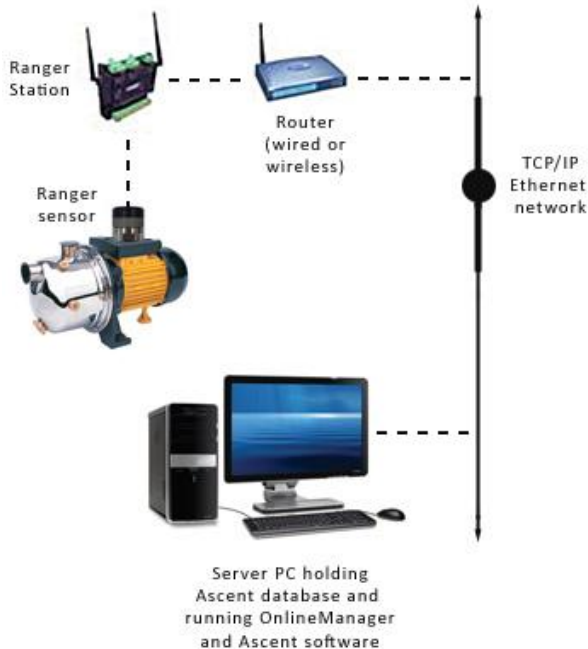 Ranger
Station
Router
(wired or
wireless)
TCP/IP
Ethernet
network
Ranger
sensor
Server PC holding
Ascent database and
running OnlineManager
and Ascent software